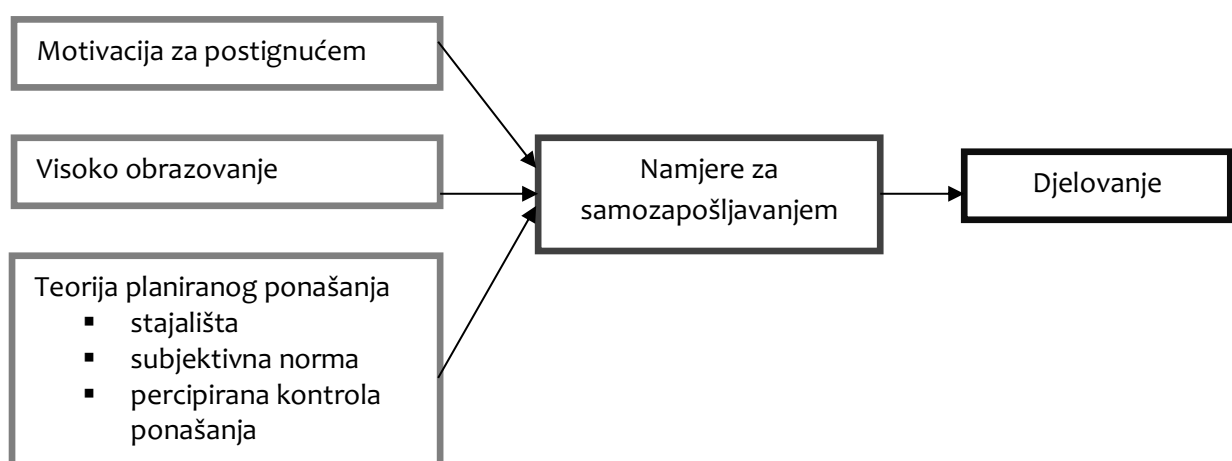 Motivacija za postignućem
Visoko obrazovanje
Teorija planiranog ponašanja
▪ stajališta
▪ subjektivna norma
▪ percipirana kontrola
ponašanja
Namjere za
samozapošljavanjem
Djelovanje